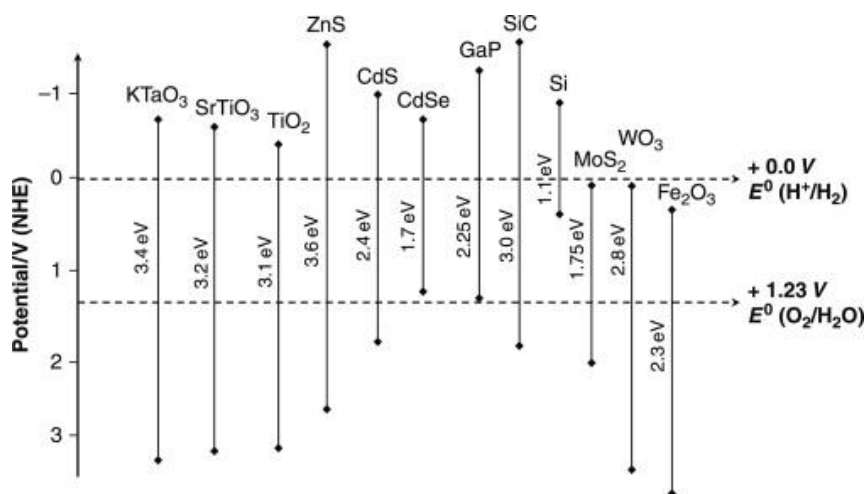 ZnS
SiC
GaP
CdS
Si
KTaO₃
SrTiO₃
TiO₂
CdSe
WO₃
MoS₂
Fe₂O₃
–1
0
1
2
3
Potential/V (NHE)
3.4 eV
3.2 eV
3.1 eV
3.6 eV
2.4 eV
1.7 eV
2.25 eV
3.0 eV
1.1 eV
1.75 eV
2.8 eV
2.3 eV
+ 0.0 V
E⁰ (H⁺/H₂)
+ 1.23 V
E⁰ (O₂/H₂O)